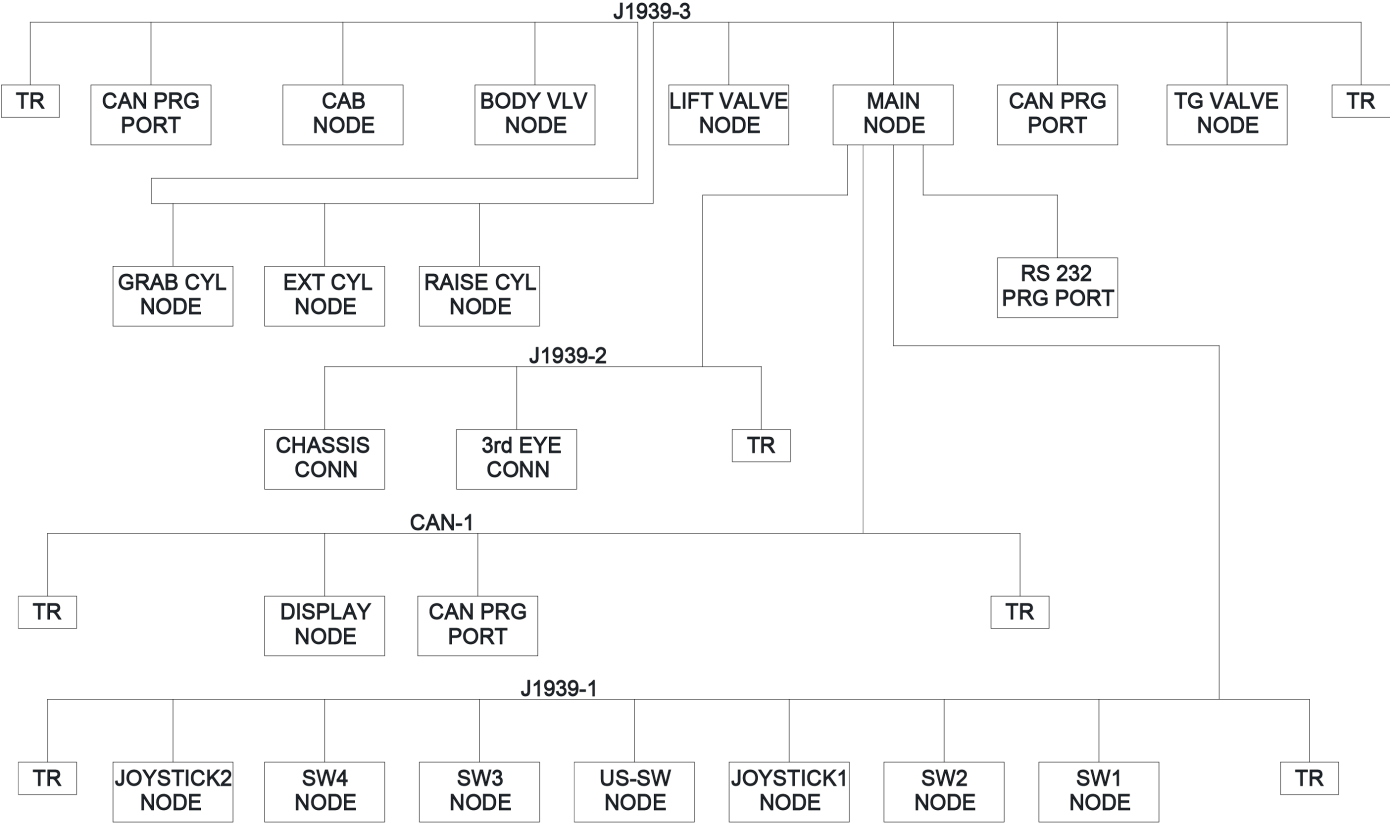 J1939-3
TR
CAN PRG
PORT
CAB
NODE
BODY VLV
NODE
LIFT VALVE
NODE
MAIN
NODE
CAN PRG
PORT
TG VALVE
NODE
TR
GRAB CYL
NODE
EXT CYL
NODE
RAISE CYL
NODE
RS 232
PRG PORT
J1939-2
CHASSIS
CONN
3rd EYE
CONN
TR
CAN-1
TR
DISPLAY
NODE
CAN PRG
PORT
TR
J1939-1
TR
JOYSTICK2
NODE
SW4
NODE
SW3
NODE
US-SW
NODE
JOYSTICK1
NODE
SW2
NODE
SW1
NODE
TR